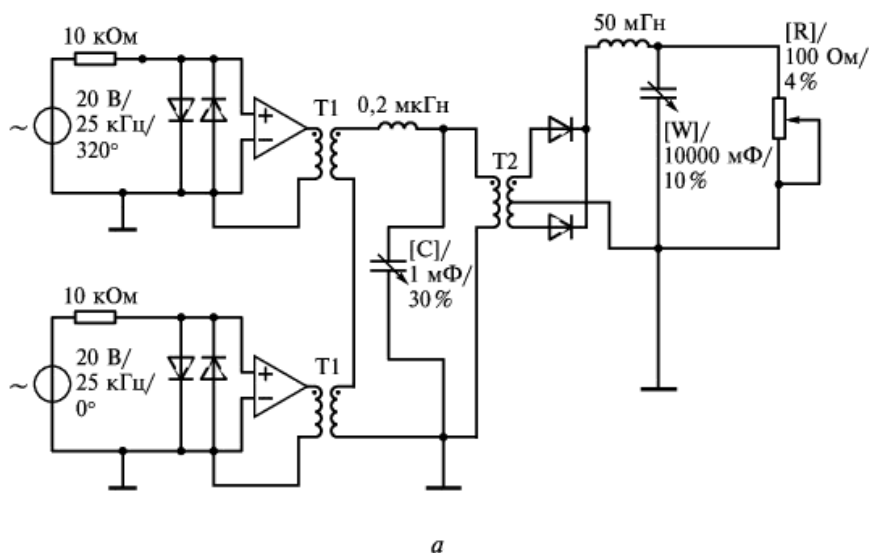 10 кОм
~
20 В/
25 кГц/
320°
+
−
T1
0,2 мкГн
50 мГн
[R]/
100 Ом/
4 %
[W]/
10000 мФ/
10 %
T2
[C]/
1 мФ/
30 %
10 кОм
~
20 В/
25 кГц/
0°
+
−
T1
а